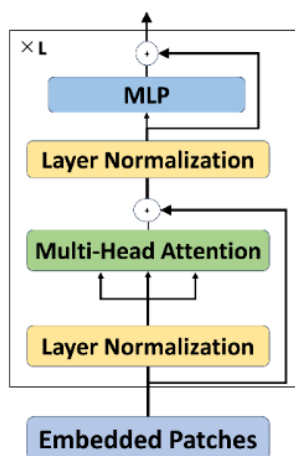 × L
+
MLP
Layer Normalization
+
Multi-Head Attention
Layer Normalization
Embedded Patches